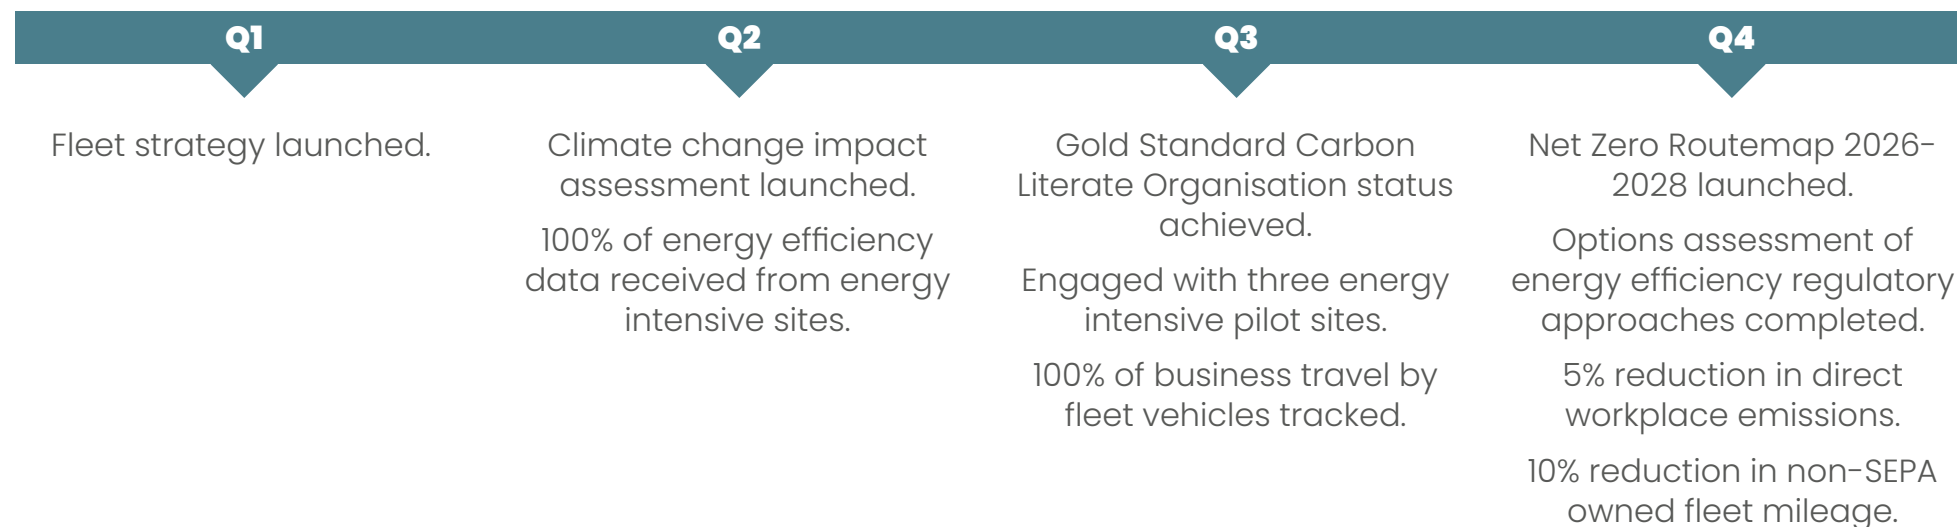 Q1
Fleet strategy launched.
Q2
Climate change impact
assessment launched.
100% of energy efficiency
data received from energy
intensive sites.
Q3
Gold Standard Carbon
Literate Organisation status
achieved.
Engaged with three energy
intensive pilot sites.
100% of business travel by
fleet vehicles tracked.
Q4
Net Zero Routemap 2026-
2028 launched.
Options assessment of
energy efficiency regulatory
approaches completed.
5% reduction in direct
workplace emissions.
10% reduction in non-SEPA
owned fleet mileage.